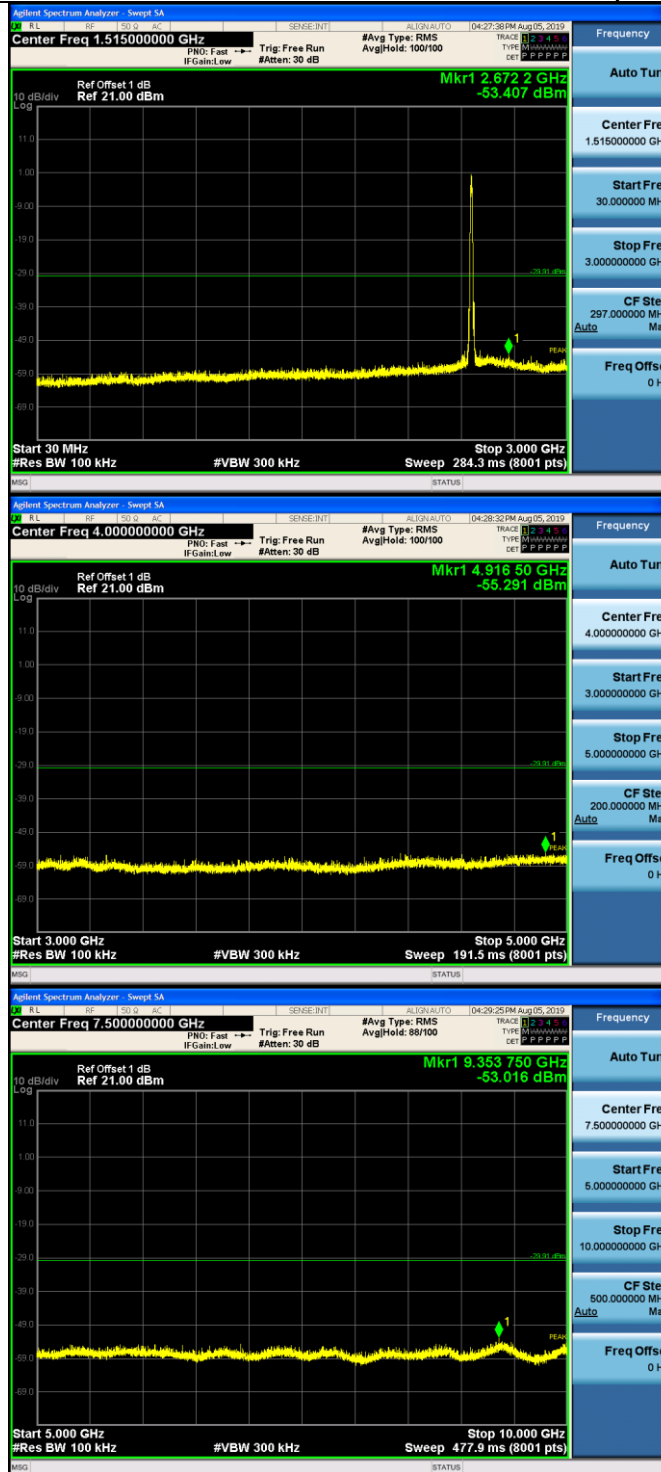 Agilent Spectrum Analyzer - Swept SA
RL RF 50 Ω AC SENSE:INT ALIGN AUTO 04:27:38 PM Aug 05, 2019
Center Freq 1.515000000 GHz #Avg Type: RMS TRACE 1 2 3 4 5 6
PNO: Fast Trig: Free Run Avg|Hold: 100/100 TYPE M
IFGain:Low #Atten: 30 dB DET P P P P P P
Mkr1 2.672 2 GHz
Ref Offset 1 dB
10 dB/div Ref 21.00 dBm -53.407 dBm
Log
11.0
1.00
-9.00
-19.0
-29.0 -29.91 dBm
-39.0
-49.0
1
PEAK
-59.0
-69.0
Start 30 MHz Stop 3.000 GHz
#Res BW 100 kHz #VBW 300 kHz Sweep 284.3 ms (8001 pts)
MSG STATUS
Frequency
Auto Tun
Center Fre
1.515000000 GH
Start Fre
30.000000 MH
Stop Fre
3.000000000 GH
CF Ste
297.000000 MH
Auto Ma
Freq Offse
0 H
Agilent Spectrum Analyzer - Swept SA
RL RF 50 Ω AC SENSE:INT ALIGN AUTO 04:28:32 PM Aug 05, 2019
Center Freq 4.000000000 GHz #Avg Type: RMS TRACE 1 2 3 4 5 6
PNO: Fast Trig: Free Run Avg|Hold: 100/100 TYPE M
IFGain:Low #Atten: 30 dB DET P P P P P P
Mkr1 4.916 50 GHz
Ref Offset 1 dB
10 dB/div Ref 21.00 dBm -55.291 dBm
Log
11.0
1.00
-9.00
-19.0
-29.0 -29.91 dBm
-39.0
-49.0
1
PEAK
-59.0
-69.0
Start 3.000 GHz Stop 5.000 GHz
#Res BW 100 kHz #VBW 300 kHz Sweep 191.5 ms (8001 pts)
MSG STATUS
Frequency
Auto Tun
Center Fre
4.000000000 GH
Start Fre
3.000000000 GH
Stop Fre
5.000000000 GH
CF Ste
200.000000 MH
Auto Ma
Freq Offse
0 H
Agilent Spectrum Analyzer - Swept SA
RL RF 50 Ω AC SENSE:INT ALIGN AUTO 04:29:25 PM Aug 05, 2019
Center Freq 7.500000000 GHz #Avg Type: RMS TRACE 1 2 3 4 5 6
PNO: Fast Trig: Free Run Avg|Hold: 88/100 TYPE M
IFGain:Low #Atten: 30 dB DET P P P P P P
Mkr1 9.353 750 GHz
Ref Offset 1 dB
10 dB/div Ref 21.00 dBm -53.016 dBm
Log
11.0
1.00
-9.00
-19.0
-29.0 -29.91 dBm
-39.0
-49.0
1
PEAK
-59.0
-69.0
Start 5.000 GHz Stop 10.000 GHz
#Res BW 100 kHz #VBW 300 kHz Sweep 477.9 ms (8001 pts)
MSG STATUS
Frequency
Auto Tun
Center Fre
7.500000000 GH
Start Fre
5.000000000 GH
Stop Fre
10.000000000 GH
CF Ste
500.000000 MH
Auto Ma
Freq Offse
0 H